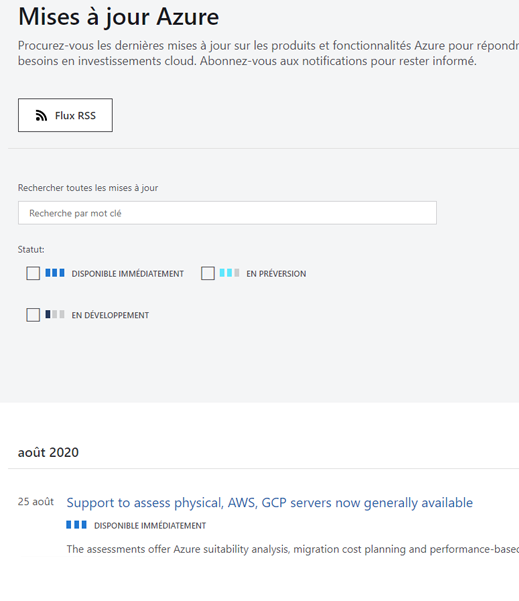 Mises à jour Azure
Procurez-vous les dernières mises à jour sur les produits et fonctionnalités Azure pour répondr
besoins en investissements cloud. Abonnez-vous aux notifications pour rester informé.
Flux RSS
Rechercher toutes les mises à jour
Recherche par mot clé
Statut:
DISPONIBLE IMMÉDIATEMENT EN PRÉVERSION
EN DÉVELOPPEMENT
août 2020
25 août Support to assess physical, AWS, GCP servers now generally available
DISPONIBLE IMMÉDIATEMENT
The assessments offer Azure suitability analysis, migration cost planning and performance-based